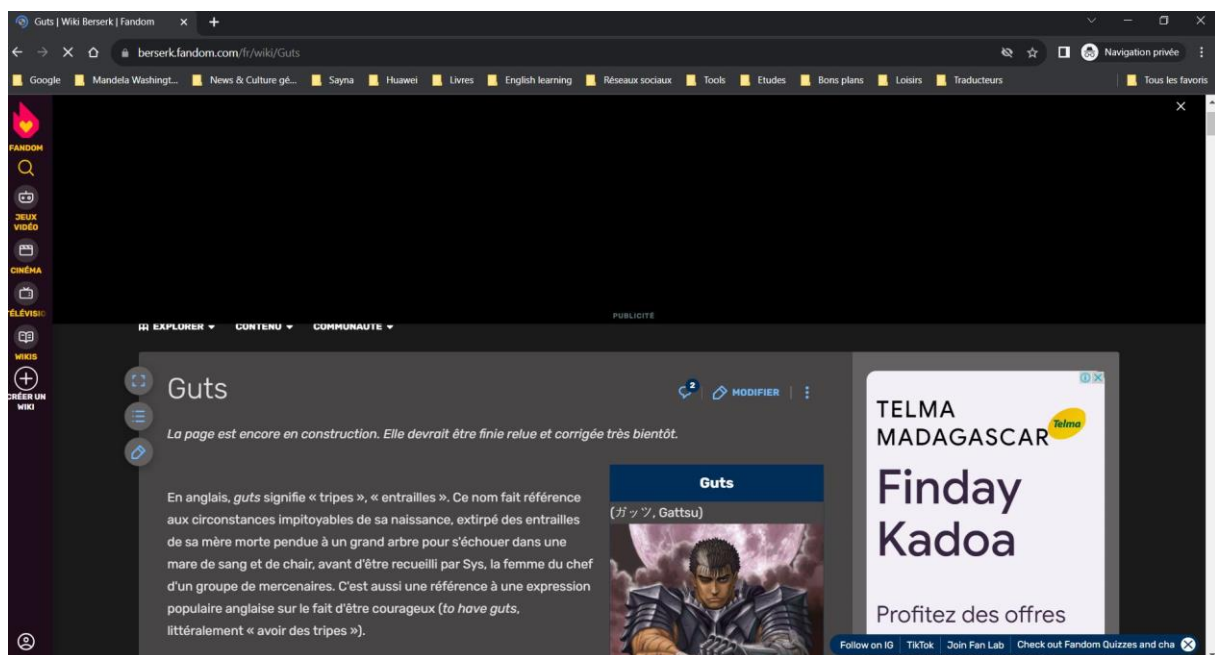 Guts | Wiki Berserk | Fandom
berserk.fandom.com/fr/wiki/Guts
Navigation privée
Google
Mandela Washingt...
News & Culture gé...
Sayna
Huawei
Livres
English learning
Réseaux sociaux
Tools
Etudes
Bons plans
Loisirs
Traducteurs
Tous les favoris
FANDOM
JEUX
VIDÉO
CINÉMA
TÉLÉVISIO
WIKIS
CRÉER UN
WIKI
PUBLICITÉ
EXPLORER
CONTENU
COMMUNAUTÉ
Guts
2
MODIFIER
La page est encore en construction. Elle devrait être finie relue et corrigée très bientôt.
En anglais, guts signifie « tripes », « entrailles ». Ce nom fait référence
aux circonstances impitoyables de sa naissance, extirpé des entrailles
de sa mère morte pendue à un grand arbre pour s'échouer dans une
mare de sang et de chair, avant d'être recueilli par Sys, la femme du chef
d'un groupe de mercenaires. C'est aussi une référence à une expression
populaire anglaise sur le fait d'être courageux (to have guts,
littéralement « avoir des tripes »).
Guts
(ガッツ, Gattsu)
TELMA
MADAGASCAR
Telma
Finday
Kadoa
Profitez des offres
Follow on IG
TikTok
Join Fan Lab
Check out Fandom Quizzes and cha